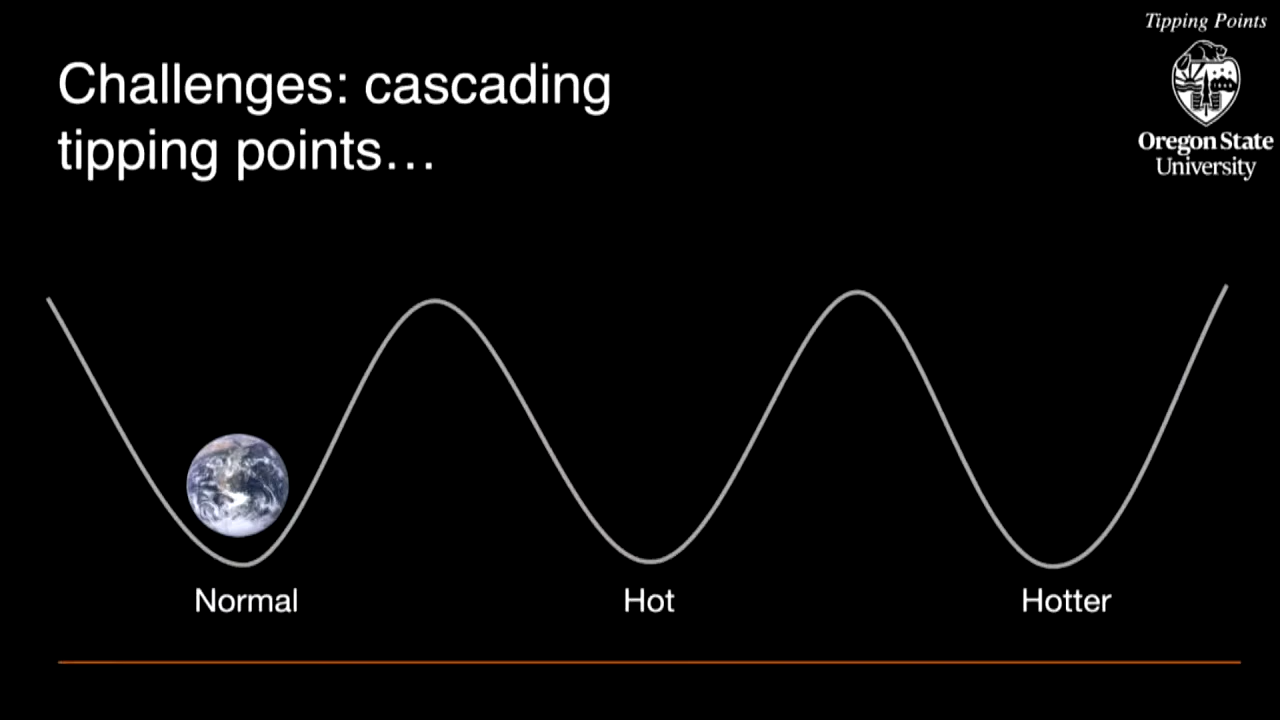 Tipping Points
Challenges: cascading
tipping points…
Oregon State
University
Normal
Hot
Hotter